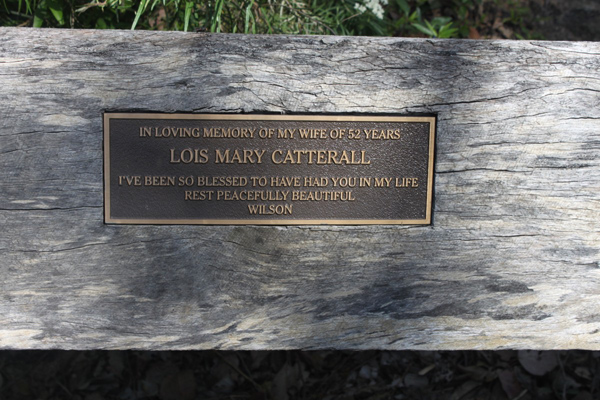 IN LOVING MEMORY OF MY WIFE OF 52 YEARS
LOIS MARY CATTERALL
I'VE BEEN SO BLESSED TO HAVE HAD YOU IN MY LIFE
REST PEACEFULLY BEAUTIFUL
WILSON